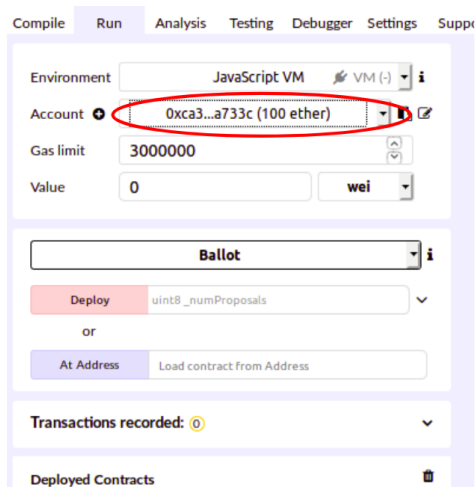 Compile Run Analysis Testing Debugger Settings Suppo
Environment JavaScript VM VM (-) i
Account 0xca3...a733c (100 ether)
Gas limit 3000000
Value 0 wei
Ballot i
Deploy uint8 _numProposals
or
At Address Load contract from Address
Transactions recorded: 0
Deployed Contracts